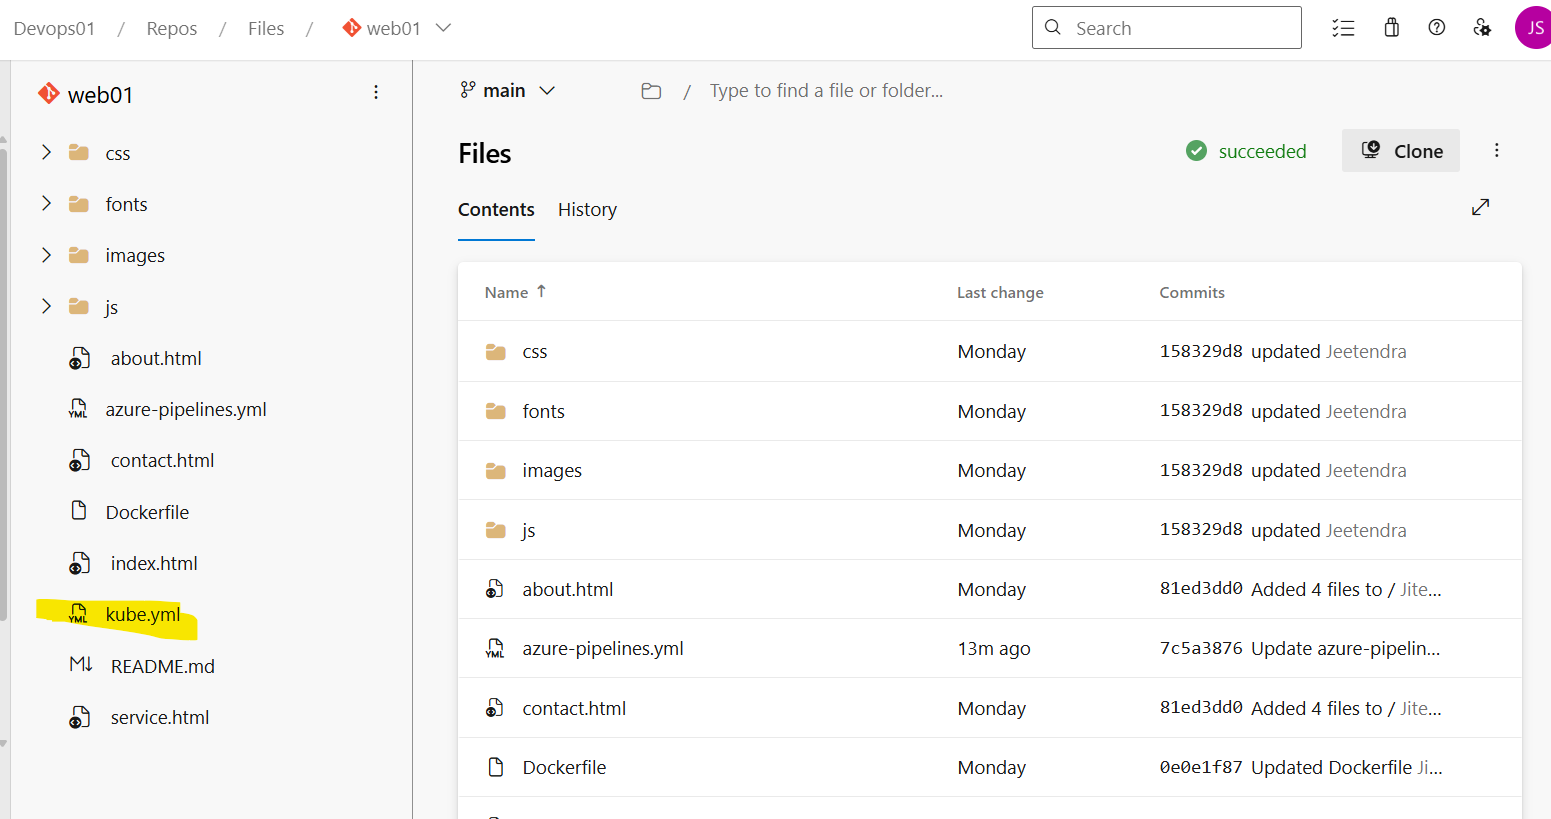 Devops01 / Repos / Files / web01
Search
JS
web01
css
fonts
images
js
about.html
YML azure-pipelines.yml
contact.html
Dockerfile
index.html
YML kube.yml
README.md
service.html
main
/ Type to find a file or folder...
Files
succeeded
Clone
Contents History
Name ↑ Last change Commits
css Monday 158329d8 updated Jeetendra
fonts Monday 158329d8 updated Jeetendra
images Monday 158329d8 updated Jeetendra
js Monday 158329d8 updated Jeetendra
about.html Monday 81ed3dd0 Added 4 files to / Jite...
YML azure-pipelines.yml 13m ago 7c5a3876 Update azure-pipelin...
contact.html Monday 81ed3dd0 Added 4 files to / Jite...
Dockerfile Monday 0e0e1f87 Updated Dockerfile Ji...